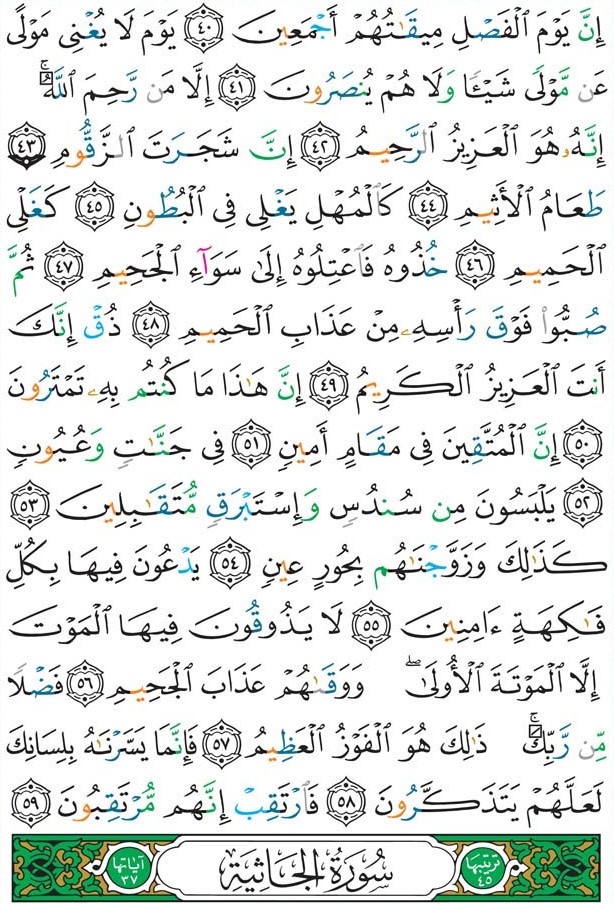 إِنَّ يَوْمَ ٱلْفَصْلِ مِيقَٰتُهُمْ أَجْمَعِينَ ٤٠ يَوْمَ لَا يُغْنِى مَوْلًى
عَن مَّوْلًى شَيْـًٔا وَلَا هُمْ يُنصَرُونَ ٤١ إِلَّا مَن رَّحِمَ ٱللَّهُۚ
إِنَّهُۥ هُوَ ٱلْعَزِيزُ ٱلرَّحِيمُ ٤٢ إِنَّ شَجَرَتَ ٱلزَّقُّومِ ٤٣
طَعَامُ ٱلْأَثِيمِ ٤٤ كَٱلْمُهْلِ يَغْلِى فِى ٱلْبُطُونِ ٤٥ كَغَلْىِ
ٱلْحَمِيمِ ٤٦ خُذُوهُ فَٱعْتِلُوهُ إِلَىٰ سَوَآءِ ٱلْجَحِيمِ ٤٧ ثُمَّ
صُبُّوا۟ فَوْقَ رَأْسِهِۦ مِنْ عَذَابِ ٱلْحَمِيمِ ٤٨ ذُقْ إِنَّكَ
أَنتَ ٱلْعَزِيزُ ٱلْكَرِيمُ ٤٩ إِنَّ هَٰذَا مَا كُنتُم بِهِۦ تَمْتَرُونَ
٥٠ إِنَّ ٱلْمُتَّقِينَ فِى مَقَامٍ أَمِينٍ ٥١ فِى جَنَّٰتٍ وَعُيُونٍ
٥٢ يَلْبَسُونَ مِن سُندُسٍ وَإِسْتَبْرَقٍ مُّتَقَٰبِلِينَ ٥٣
كَذَٰلِكَ وَزَوَّجْنَٰهُم بِحُورٍ عِينٍ ٥٤ يَدْعُونَ فِيهَا بِكُلِّ
فَٰكِهَةٍ ءَامِنِينَ ٥٥ لَا يَذُوقُونَ فِيهَا ٱلْمَوْتَ
إِلَّا ٱلْمَوْتَةَ ٱلْأُولَىٰۖ وَوَقَىٰهُمْ عَذَابَ ٱلْجَحِيمِ ٥٦ فَضْلًا
مِّن رَّبِّكَۚ ذَٰلِكَ هُوَ ٱلْفَوْزُ ٱلْعَظِيمُ ٥٧ فَإِنَّمَا يَسَّرْنَٰهُ بِلِسَانِكَ
لَعَلَّهُمْ يَتَذَكَّرُونَ ٥٨ فَٱرْتَقِبْ إِنَّهُم مُّرْتَقِبُونَ ٥٩
ترتيبها ٤٥ سُورَةُ الجَاثِيَة آياتها ٣٧